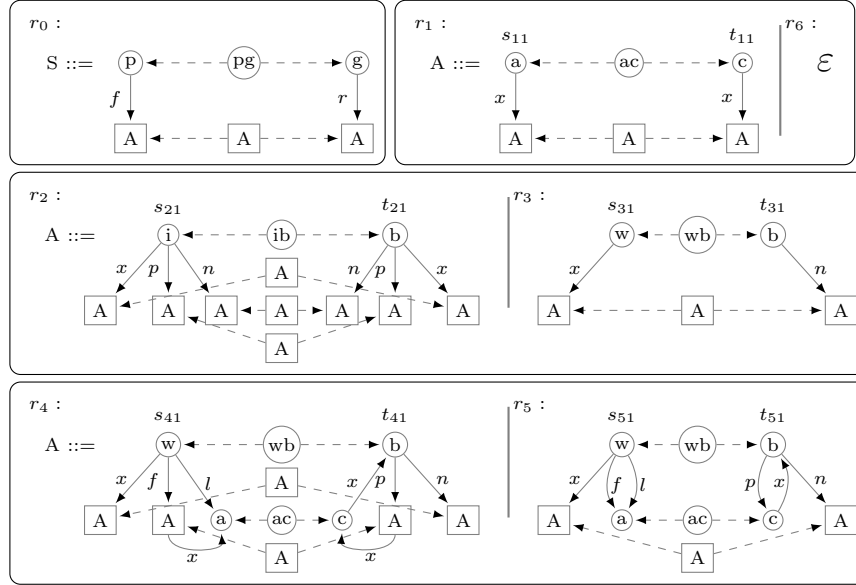 r₀ :
S ::= p pg g
f r
A A A
r₁ : r₆ :
s₁₁ t₁₁
A ::= a ac c ε
x x
A A A
r₂ : r₃ :
s₂₁ t₂₁ s₃₁ t₃₁
A ::= i ib b w wb b
x p n n p x x n
A
A A A A A A A A A A
A
r₄ : r₅ :
s₄₁ t₄₁ s₅₁ t₅₁
A ::= w wb b w wb b
x f l x p n x f l p x n
A
A A a ac c A A A a ac c A
x A x A